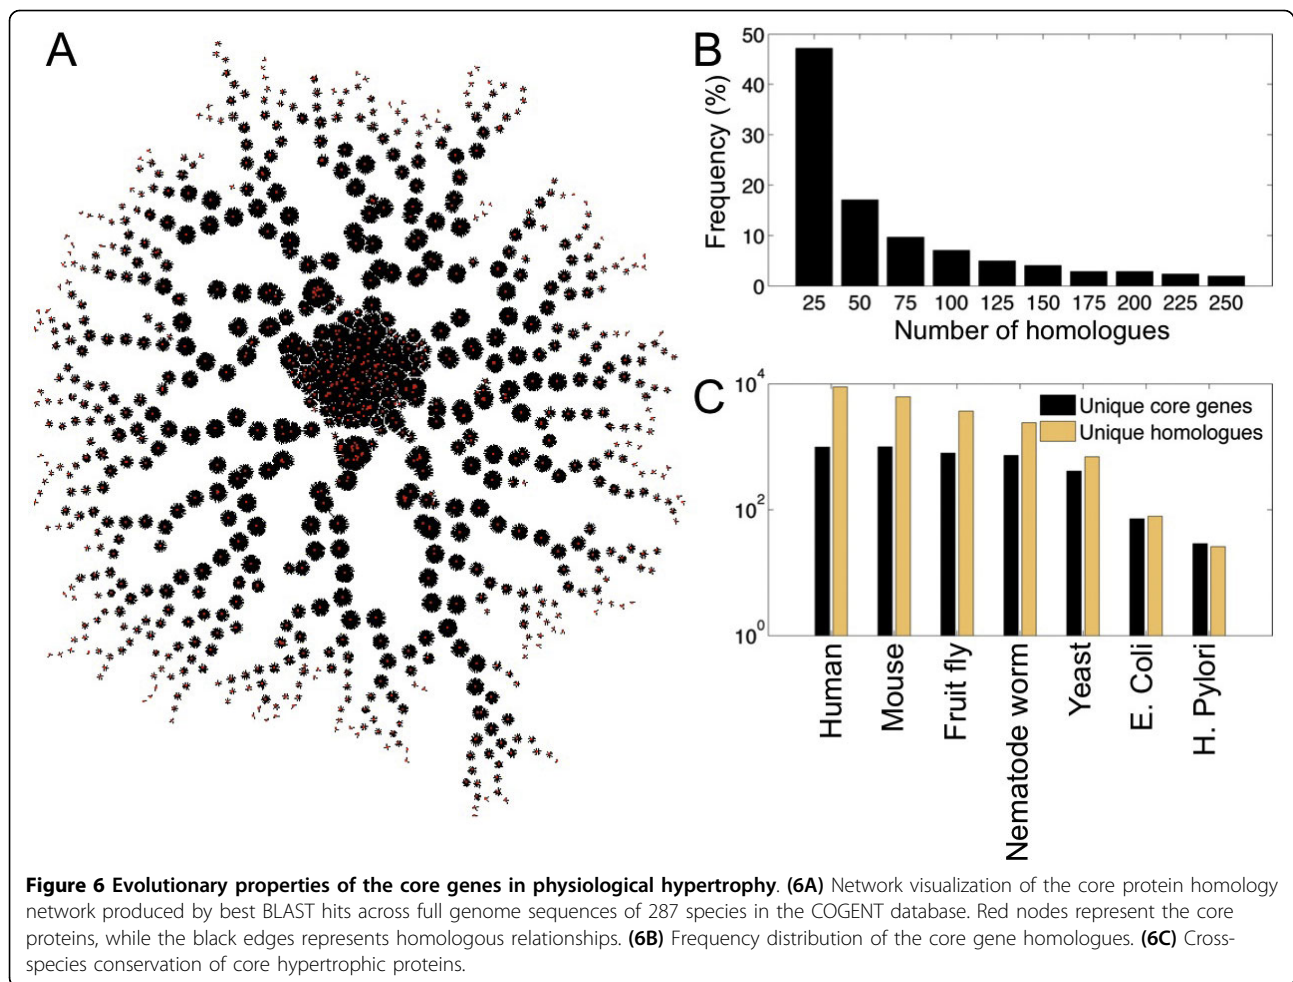 A
B
50
40
30
20
10
0
Frequency (%)
25 50 75 100 125 150 175 200 225 250
Number of homologues
C
10^4
10^2
10^0
Unique core genes
Unique homologues
Human
Mouse
Fruit fly
Nematode worm
Yeast
E. Coli
H. Pylori
Figure 6 Evolutionary properties of the core genes in physiological hypertrophy. (6A) Network visualization of the core protein homology
network produced by best BLAST hits across full genome sequences of 287 species in the COGENT database. Red nodes represent the core
proteins, while the black edges represents homologous relationships. (6B) Frequency distribution of the core gene homologues. (6C) Cross-
species conservation of core hypertrophic proteins.